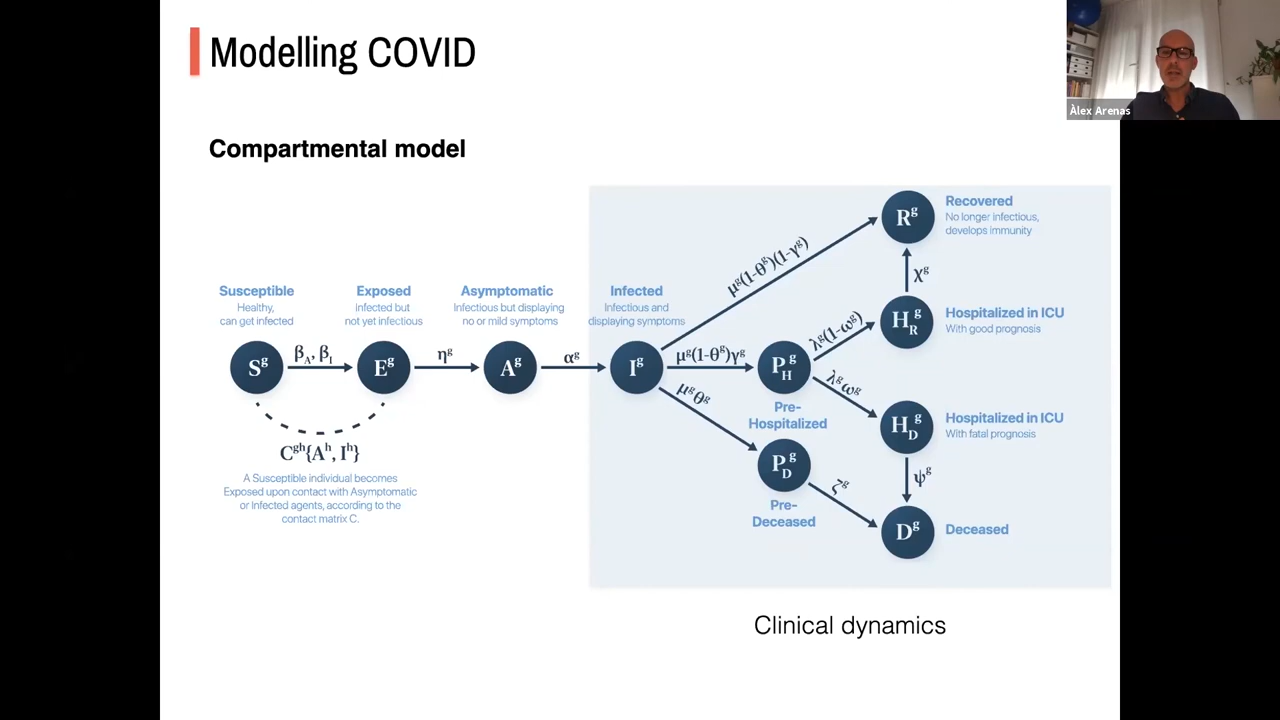 Modelling COVID
Àlex Arenas
Compartmental model
Susceptible
Healthy,
can get infected
Exposed
Infected but
not yet infectious
Asymptomatic
Infectious but displaying
no or mild symptoms
Infected
Infectious and
displaying symptoms
Recovered
No longer infectious,
develops immunity
Hospitalized in ICU
With good prognosis
Hospitalized in ICU
With fatal prognosis
Deceased
Pre-
Hospitalized
Pre-
Deceased
S^g
β_A, β_I
E^g
η^g
A^g
α^g
I^g
μ^g(1-θ^g)(1-γ^g)
R^g
μ^g(1-θ^g)γ^g
P_H^g
λ^g(1-ω^g)
H_R^g
χ^g
λ^gω^g
H_D^g
ψ^g
μ^gθ^g
P_D^g
ζ^g
D^g
C^gh{A^h, I^h}
A Susceptible individual becomes
Exposed upon contact with Asymptomatic
or Infected agents, according to the
contact matrix C.
Clinical dynamics